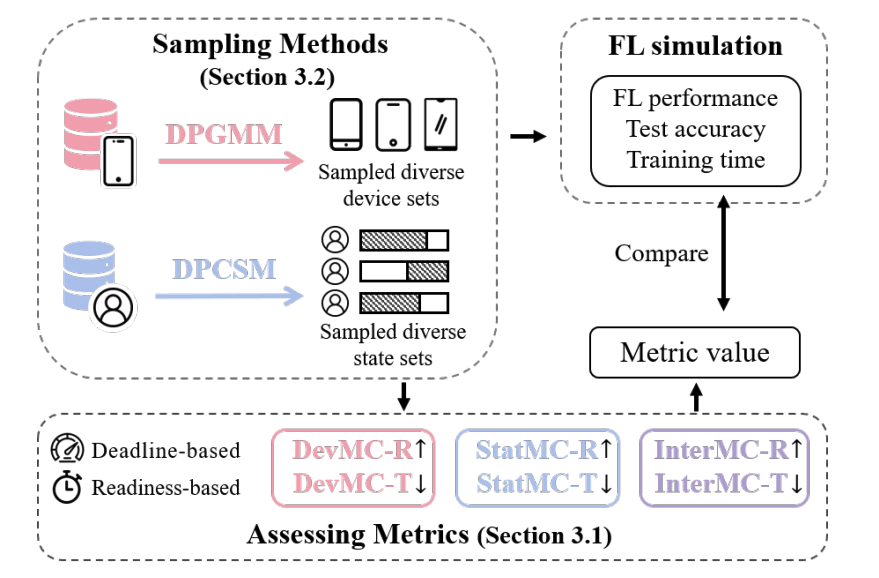 Sampling Methods
(Section 3.2)
DPGMM
Sampled diverse
device sets
DPCSM
Sampled diverse
state sets
FL simulation
FL performance
Test accuracy
Training time
Compare
Metric value
Deadline-based
Readiness-based
DevMC-R↑
DevMC-T↓
StatMC-R↑
StatMC-T↓
InterMC-R↑
InterMC-T↓
Assessing Metrics (Section 3.1)